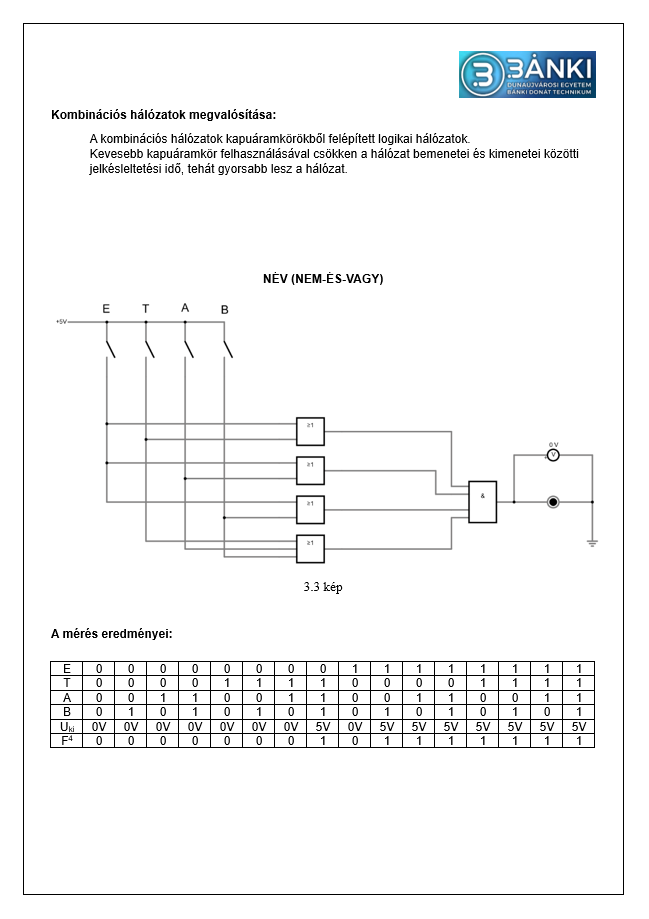 BÁNKI
DUNAÚJVÁROSI EGYETEM
BÁNKI DONÁT TECHNIKUM
Kombinációs hálózatok megvalósítása:
A kombinációs hálózatok kapuáramkörökből felépített logikai hálózatok.
Kevesebb kapuáramkör felhasználásával csökken a hálózat bemenetei és kimenetei közötti
jelkésleltetési idő, tehát gyorsabb lesz a hálózat.
NÉV (NEM-ÉS-VAGY)
E T A B
+5V
≥1
≥1
≥1
≥1
&
0 V
+ V
3.3 kép
A mérés eredményei:
E 0 0 0 0 0 0 0 0 1 1 1 1 1 1 1 1
T 0 0 0 0 1 1 1 1 0 0 0 0 1 1 1 1
A 0 0 1 1 0 0 1 1 0 0 1 1 0 0 1 1
B 0 1 0 1 0 1 0 1 0 1 0 1 0 1 0 1
Uki 0V 0V 0V 0V 0V 0V 0V 5V 0V 5V 5V 5V 5V 5V 5V 5V
F⁴ 0 0 0 0 0 0 0 1 0 1 1 1 1 1 1 1